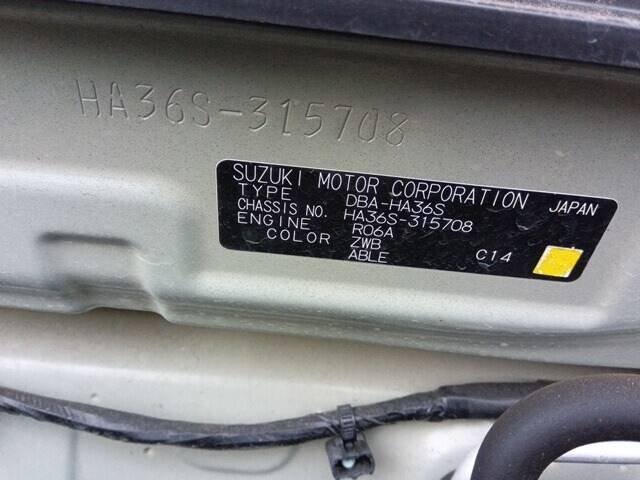 HA36S-315708
SUZUKI MOTOR CORPORATION JAPAN
TYPE DBA-HA36S
CHASSIS NO. HA36S-315708
ENGINE R06A
COLOR ZWB
ABLE C14